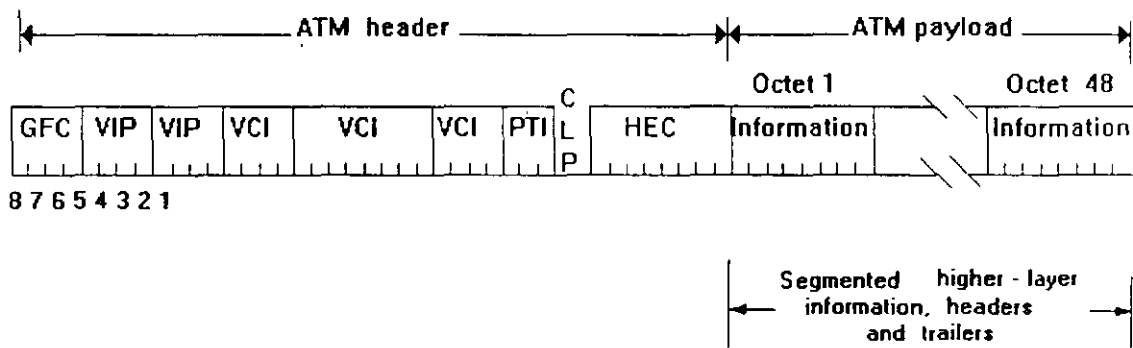 ATM header
ATM payload
Octet 1
Octet 48
GFC VIP VIP VCI VCI VCI PTI CLP HEC Information Information
8 7 6 5 4 3 2 1
Segmented higher - layer
information, headers
and trailers